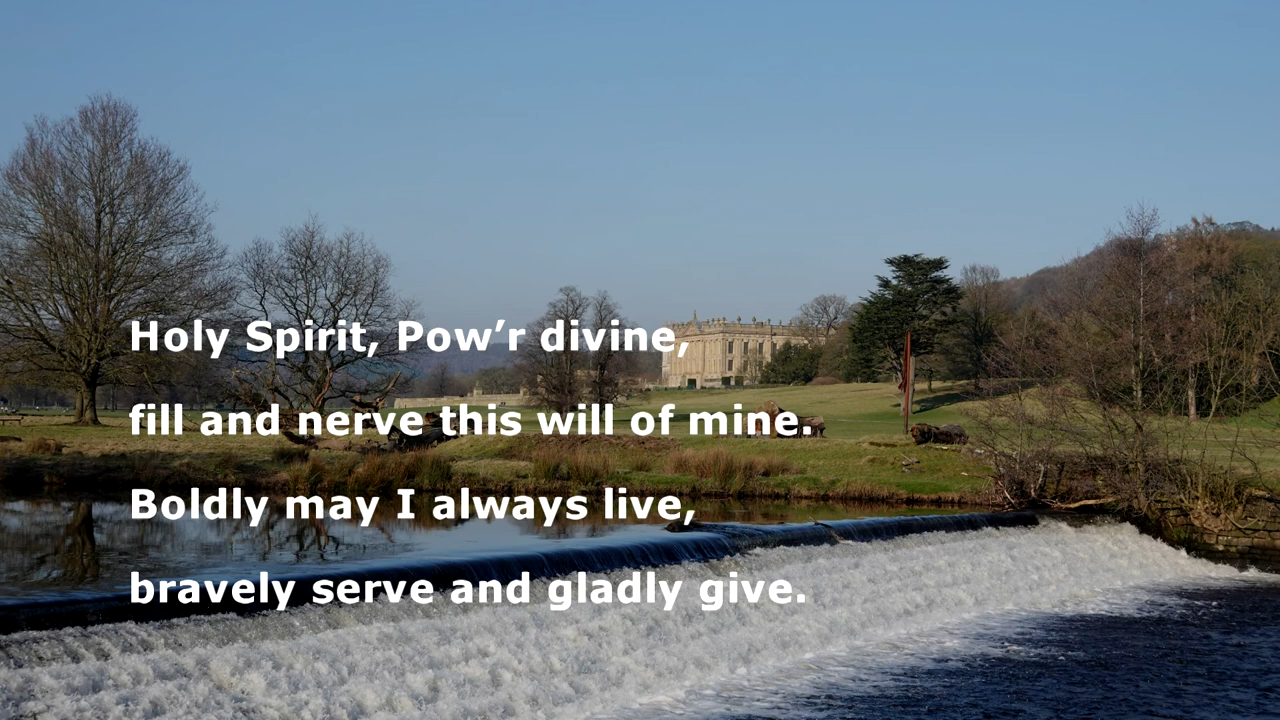 Holy Spirit, Pow’r divine,
fill and nerve this will of mine.
Boldly may I always live,
bravely serve and gladly give.